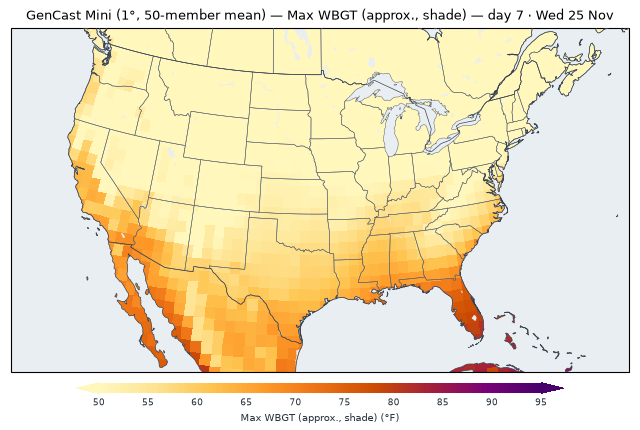 GenCast Mini (1°, 50-member mean) — Max WBGT (approx., shade) — day 7 · Wed 25 Nov
50 55 60 65 70 75 80 85 90 95
Max WBGT (approx., shade) (°F)